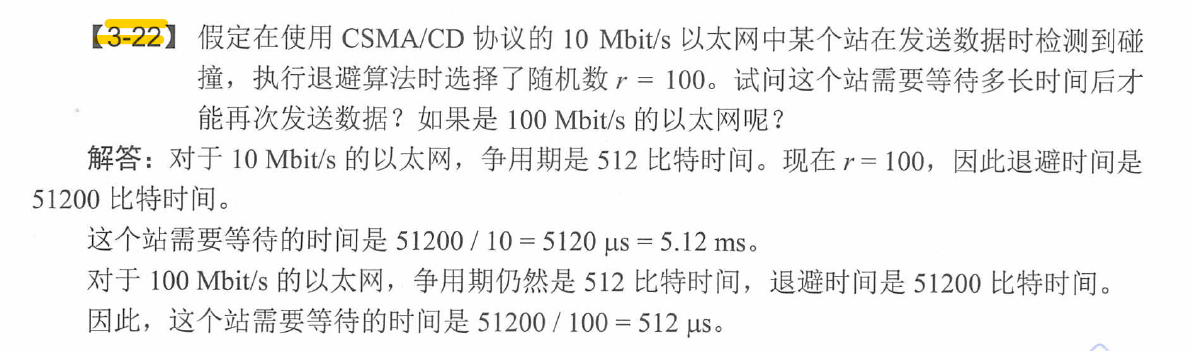 【3-22】 假定在使用 CSMA/CD 协议的 10 Mbit/s 以太网中某个站在发送数据时检测到碰
撞，执行退避算法时选择了随机数 r = 100。试问这个站需要等待多长时间后才
能再次发送数据？如果是 100 Mbit/s 的以太网呢？
解答：对于 10 Mbit/s 的以太网，争用期是 512 比特时间。现在 r = 100，因此退避时间是
51200 比特时间。
这个站需要等待的时间是 51200 / 10 = 5120 μs = 5.12 ms。
对于 100 Mbit/s 的以太网，争用期仍然是 512 比特时间，退避时间是 51200 比特时间。
因此，这个站需要等待的时间是 51200 / 100 = 512 μs。